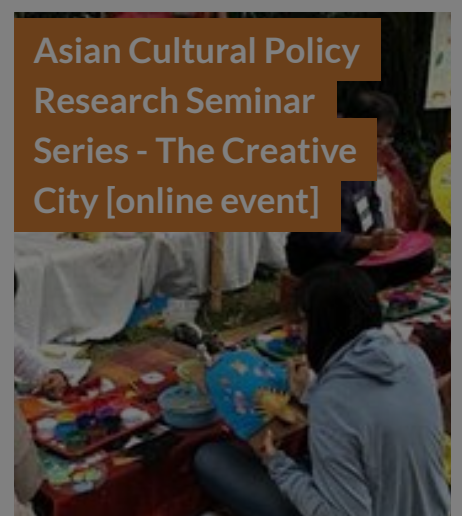 Asian Cultural Policy
Research Seminar
Series - The Creative
City [online event]